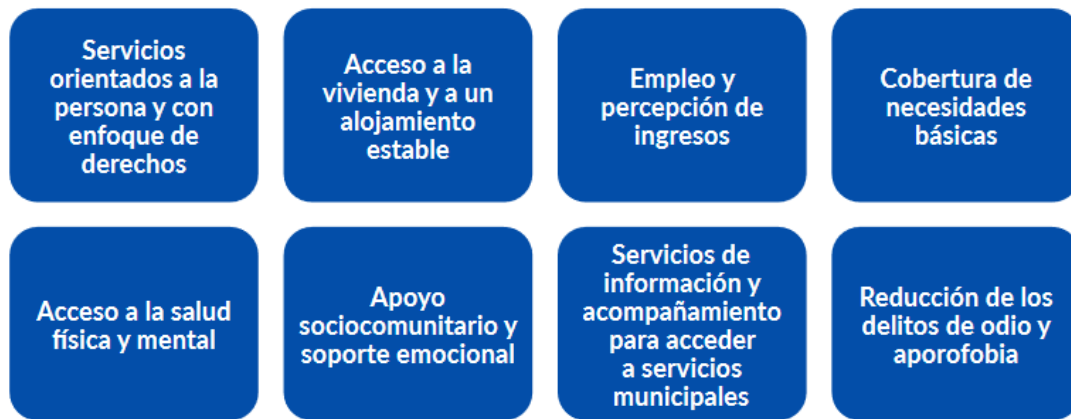 Servicios
orientados a la
persona y con
enfoque de
derechos
Acceso a la
vivienda y a un
alojamiento
estable
Empleo y
percepción de
ingresos
Cobertura de
necesidades
básicas
Acceso a la salud
física y mental
Apoyo
sociocomunitario y
soporte emocional
Servicios de
información y
acompañamiento
para acceder
a servicios
municipales
Reducción de los
delitos de odio y
aporofobia